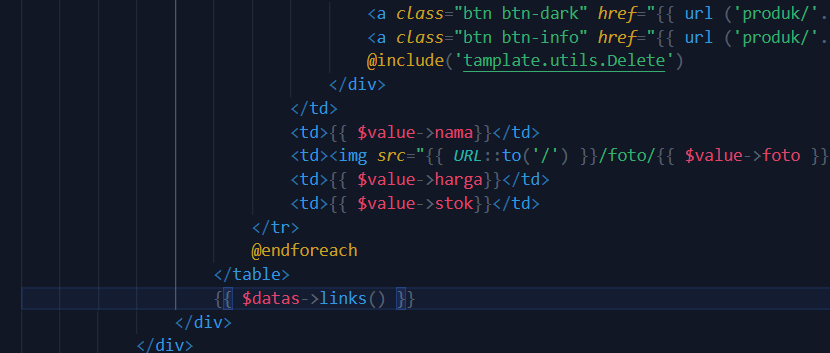 <a class="btn btn-dark" href="{{ url ('produk/'.
<a class="btn btn-info" href="{{ url ('produk/'.
@include('tamplate.utils.Delete')
</div>
</td>
<td>{{ $value->nama}}</td>
<td><img src="{{ URL::to('/') }}/foto/{{ $value->foto }}
<td>{{ $value->harga}}</td>
<td>{{ $value->stok}}</td>
</tr>
@endforeach
</table>
{{ $datas->links() }}
</div>
</div>